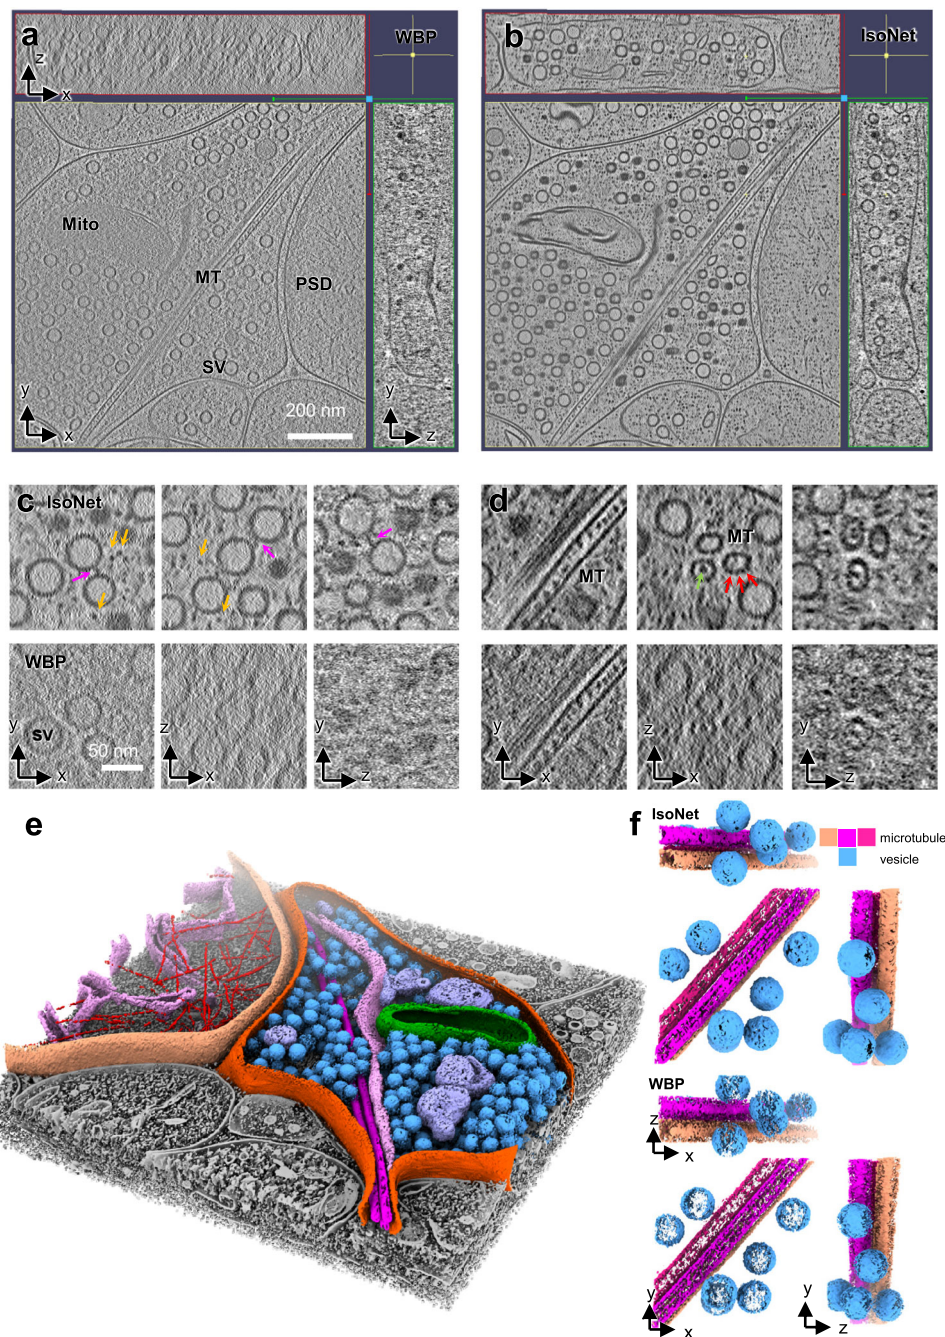 a
WBP
z
x
Mito
MT
PSD
SV
200 nm
y
x
y
z
b
IsoNet
c
IsoNet
WBP
SV
50 nm
y
x
z
x
y
z
d
MT
MT
y
x
z
x
y
z
e
f
IsoNet
microtubule
vesicle
WBP
z
x
y
x
y
z